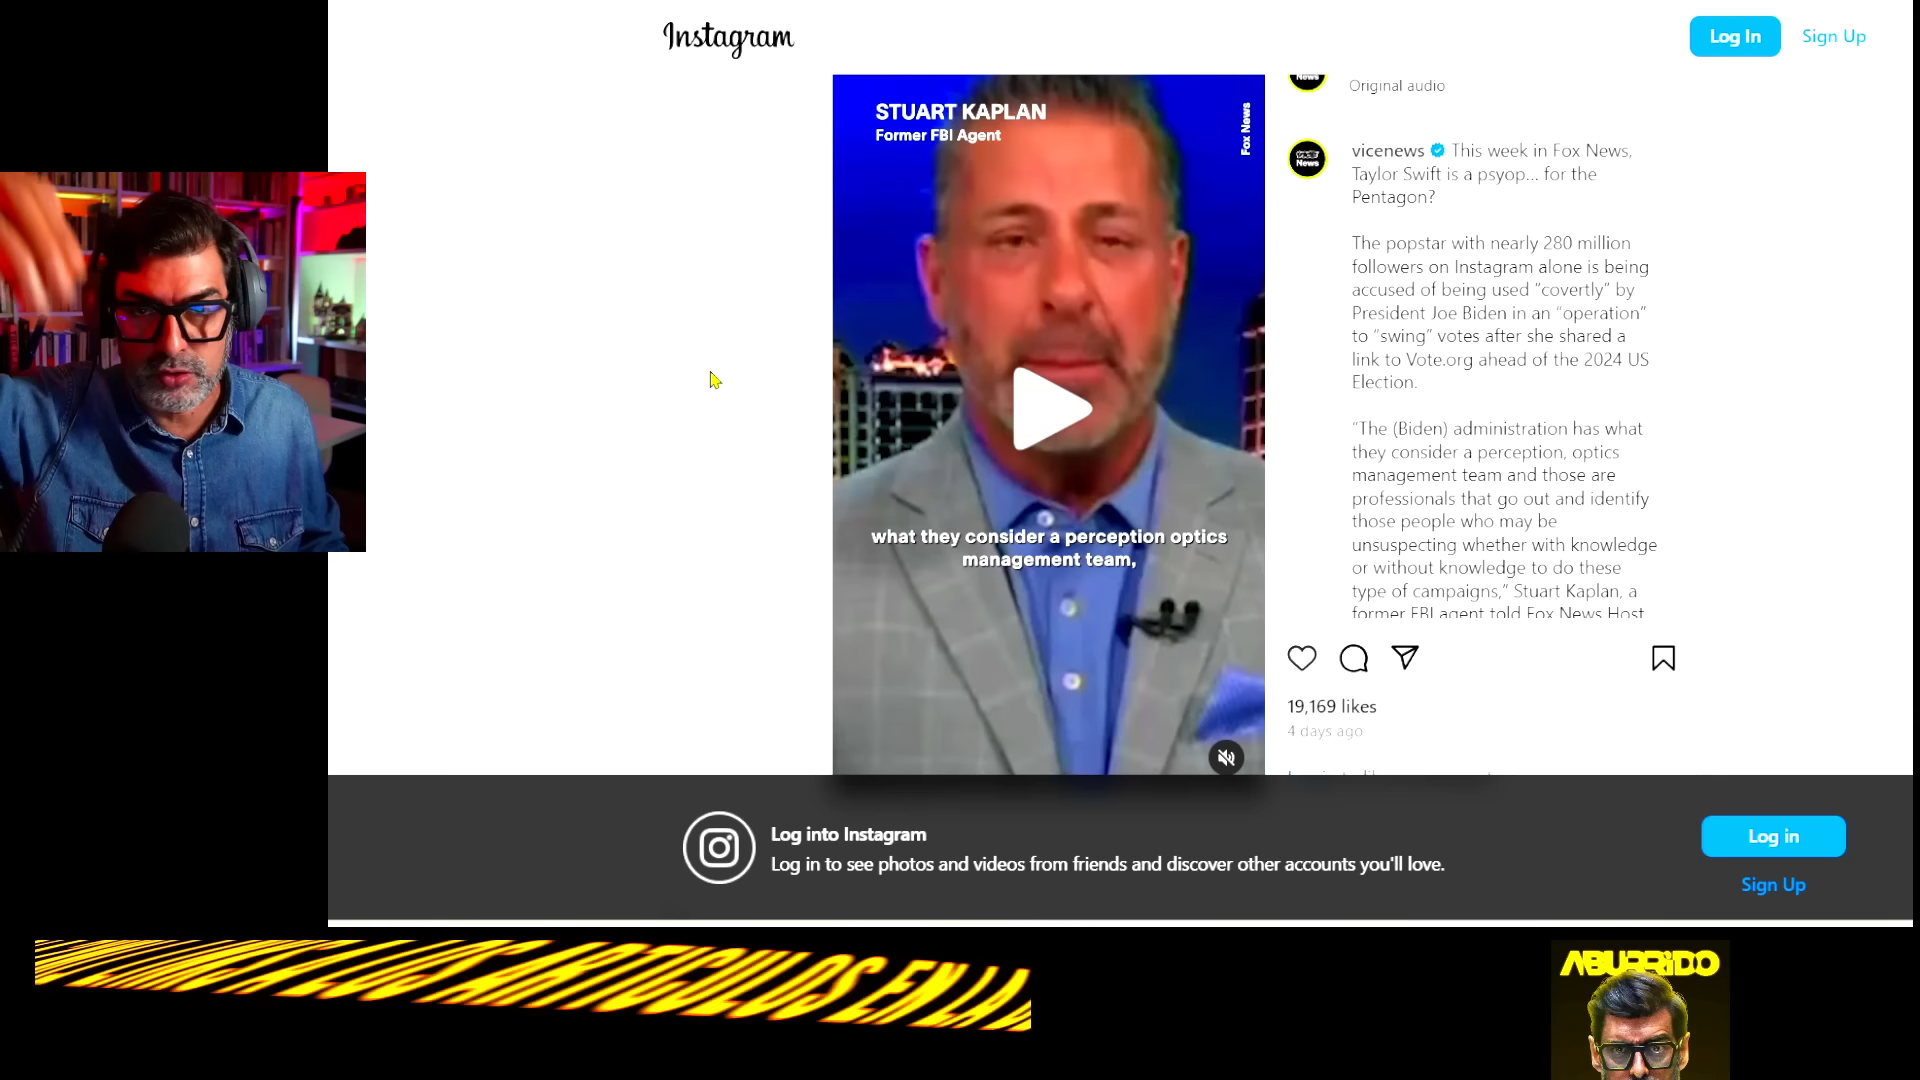 Instagram
Log In
Sign Up
STUART KAPLAN
Former FBI Agent
Fox News
what they consider a perception optics
management team,
News
Original audio
vicenews This week in Fox News,
Taylor Swift is a psyop... for the
Pentagon?
The popstar with nearly 280 million
followers on Instagram alone is being
accused of being used “covertly” by
President Joe Biden in an “operation”
to “swing” votes after she shared a
link to Vote.org ahead of the 2024 US
Election.
“The (Biden) administration has what
they consider a perception, optics
management team and those are
professionals that go out and identify
those people who may be
unsuspecting whether with knowledge
or without knowledge to do these
type of campaigns,” Stuart Kaplan, a
former FBI agent told Fox News Host
VICE
News
19,169 likes
4 days ago
Log into Instagram
Log in to see photos and videos from friends and discover other accounts you'll love.
Log in
Sign Up
A LOS ARTICULOS EN LA
ABURRIDO